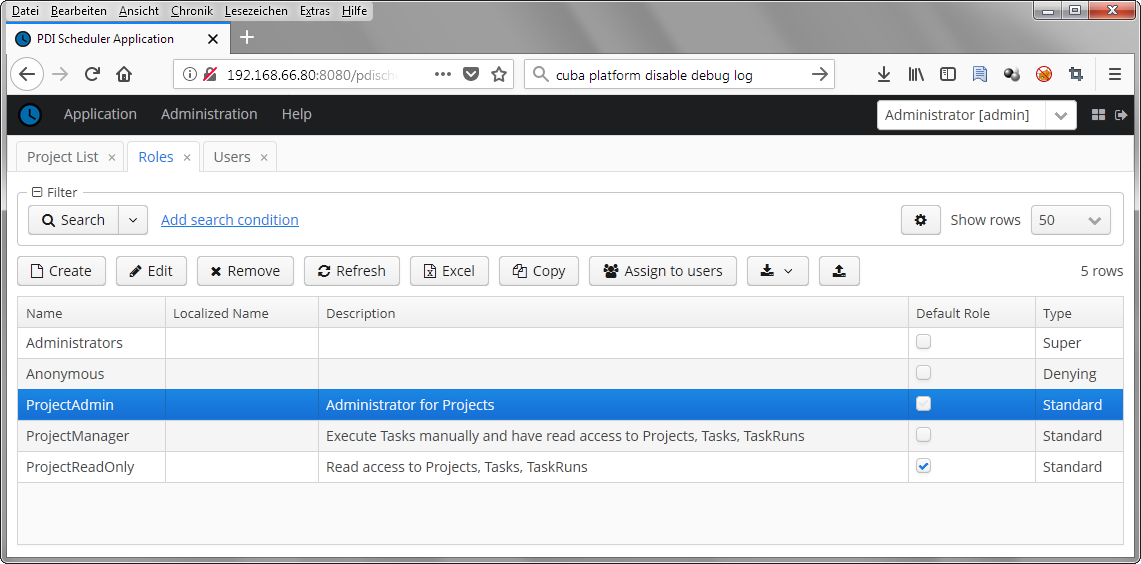 Datei Bearbeiten Ansicht Chronik Lesezeichen Extras Hilfe
PDI Scheduler Application
192.168.66.80:8080/pdisch
cuba platform disable debug log
Application Administration Help
Administrator [admin]
Project List Roles Users
Filter
Search Add search condition Show rows 50
Create Edit Remove Refresh Excel Copy Assign to users 5 rows
Name Localized Name Description Default Role Type
Administrators Super
Anonymous Denying
ProjectAdmin Administrator for Projects Standard
ProjectManager Execute Tasks manually and have read access to Projects, Tasks, TaskRuns Standard
ProjectReadOnly Read access to Projects, Tasks, TaskRuns Standard